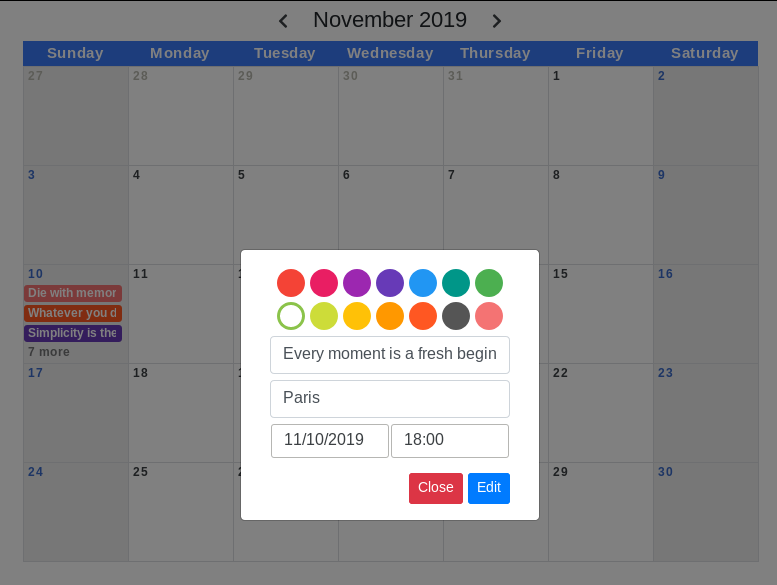 November 2019
Sunday Monday Tuesday Wednesday Thursday Friday Saturday
27 28 29 30 31 1 2
3 4 5 6 7 8 9
10 11 15 16
Die with memor
Whatever you d
Simplicity is the
7 more
Every moment is a fresh begin
17 18 22 23
Paris
11/10/2019 18:00
24 25 29 30
Close Edit